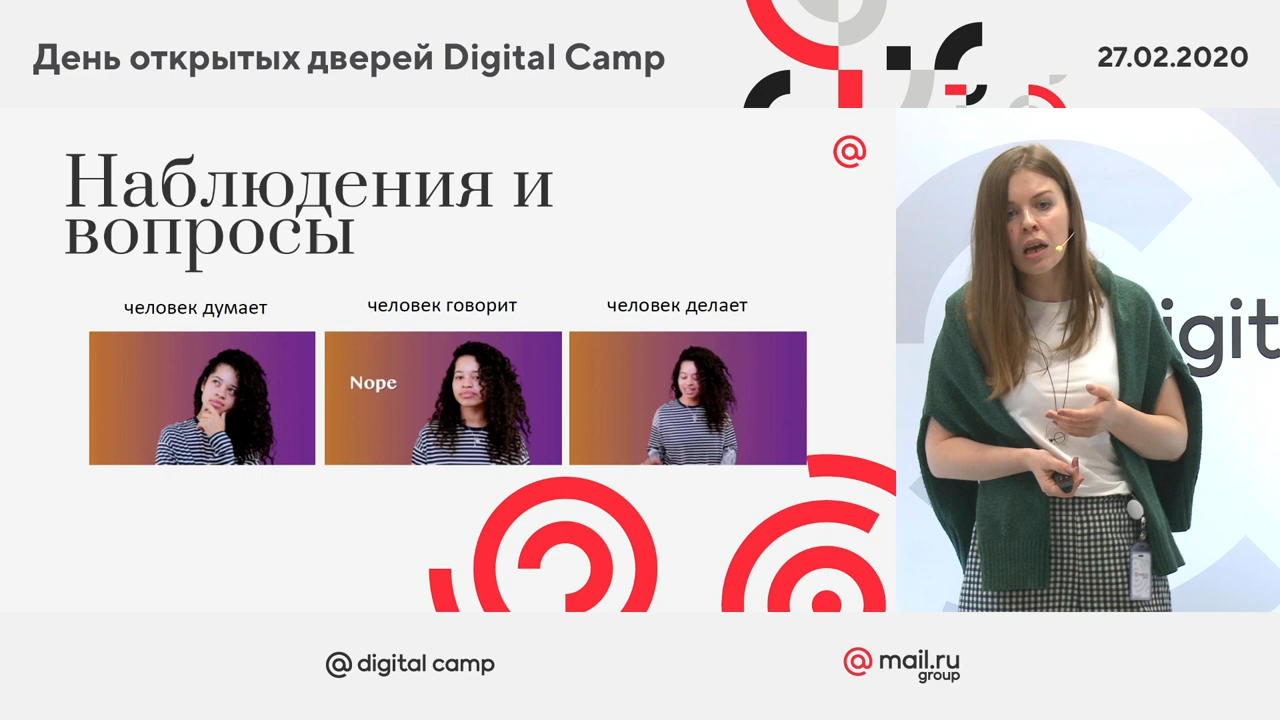 День открытых дверей Digital Camp
27.02.2020
Наблюдения и
вопросы
человек думает
человек говорит
человек делает
Nope
igit
@ digital camp
@ mail.ru
group